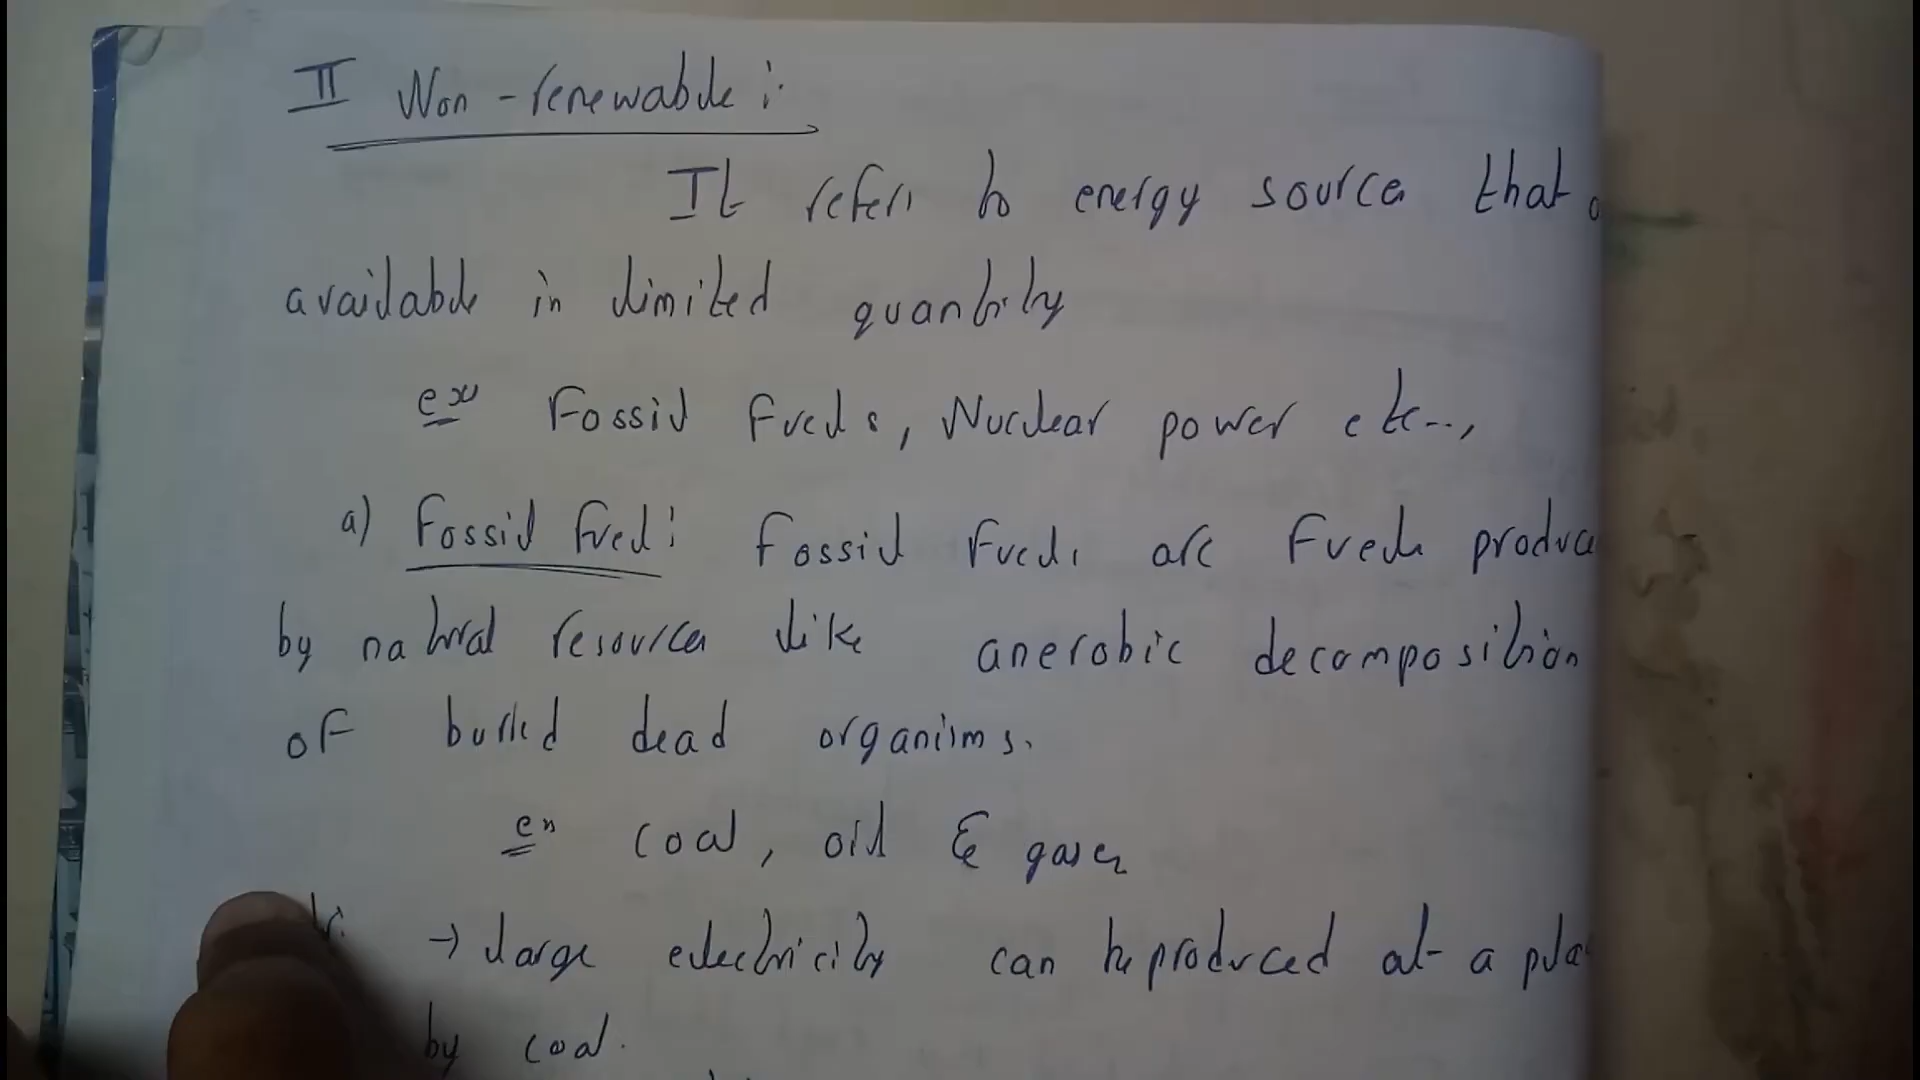 II Non-renewable :
It refers to energy source that
available in limited quantity
ex Fossil Fuels, Nuclear power etc..,
a) Fossil fuel : Fossil Fuels are Fuels produce
by natural resources like anerobic decomposition
of buried dead organisms.
ex coal, oil & gases
→ large electricity can be produced at a pla
by coal.